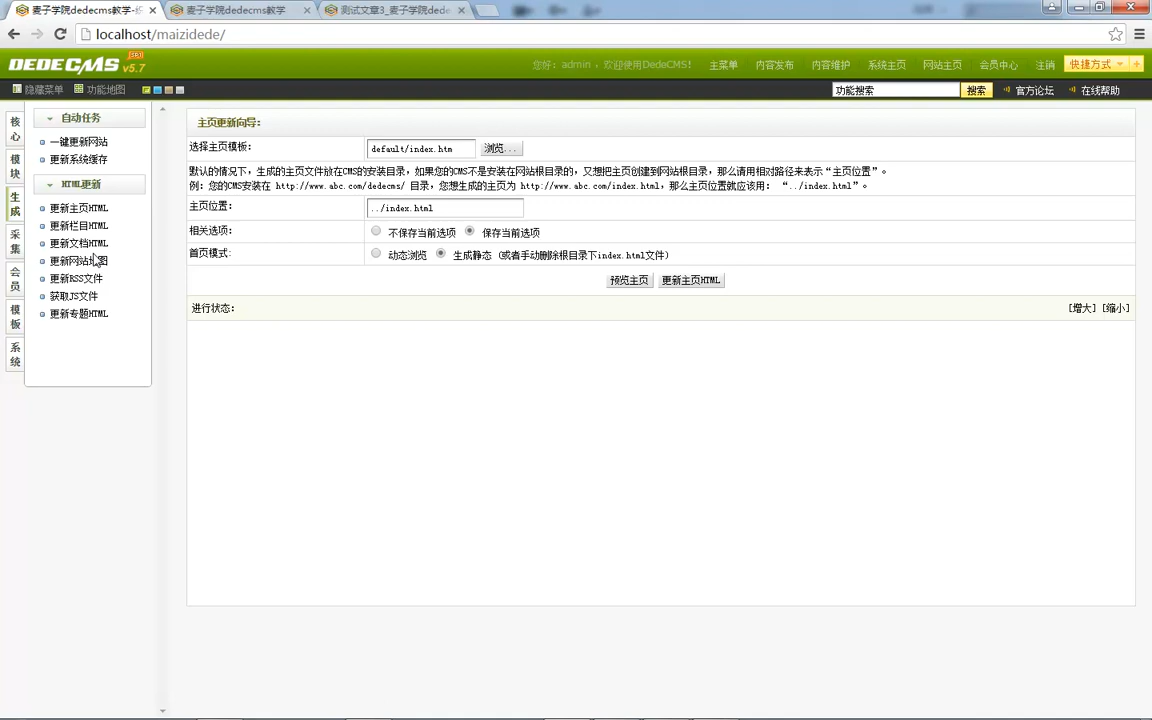 麦子学院dedecms教学-织
麦子学院dedecms教学
测试文章3_麦子学院dede
localhost/maizidede/
DEDECMS v5.7 SP1
您好: admin , 欢迎使用DedeCMS!
主菜单 内容发布 内容维护 系统主页 网站主页 会员中心 注销 快捷方式
隐藏菜单 功能地图
功能搜索 搜索 官方论坛 在线帮助
核心
模块
生成
采集
会员
模板
系统
自动任务
一键更新网站
更新系统缓存
HTML更新
更新主页HTML
更新栏目HTML
更新文档HTML
更新网站地图
更新RSS文件
获取JS文件
更新专题HTML
主页更新向导:
选择主页模板: default/index.htm 浏览...
默认的情况下，生成的主页文件放在CMS的安装目录，如果您的CMS不是安装在网站根目录的，又想把主页创建到网站根目录，那么请用相对路径来表示“主页位置”。
例: 您的CMS安装在 http://www.abc.com/dedecms/ 目录，您想生成的主页为 http://www.abc.com/index.html，那么主页位置就应该用: “../index.html”。
主页位置: ../index.html
相关选项: 不保存当前选项 保存当前选项
首页模式: 动态浏览 生成静态 (或者手动删除根目录下index.html文件)
预览主页 更新主页HTML
进行状态: [增大] [缩小]